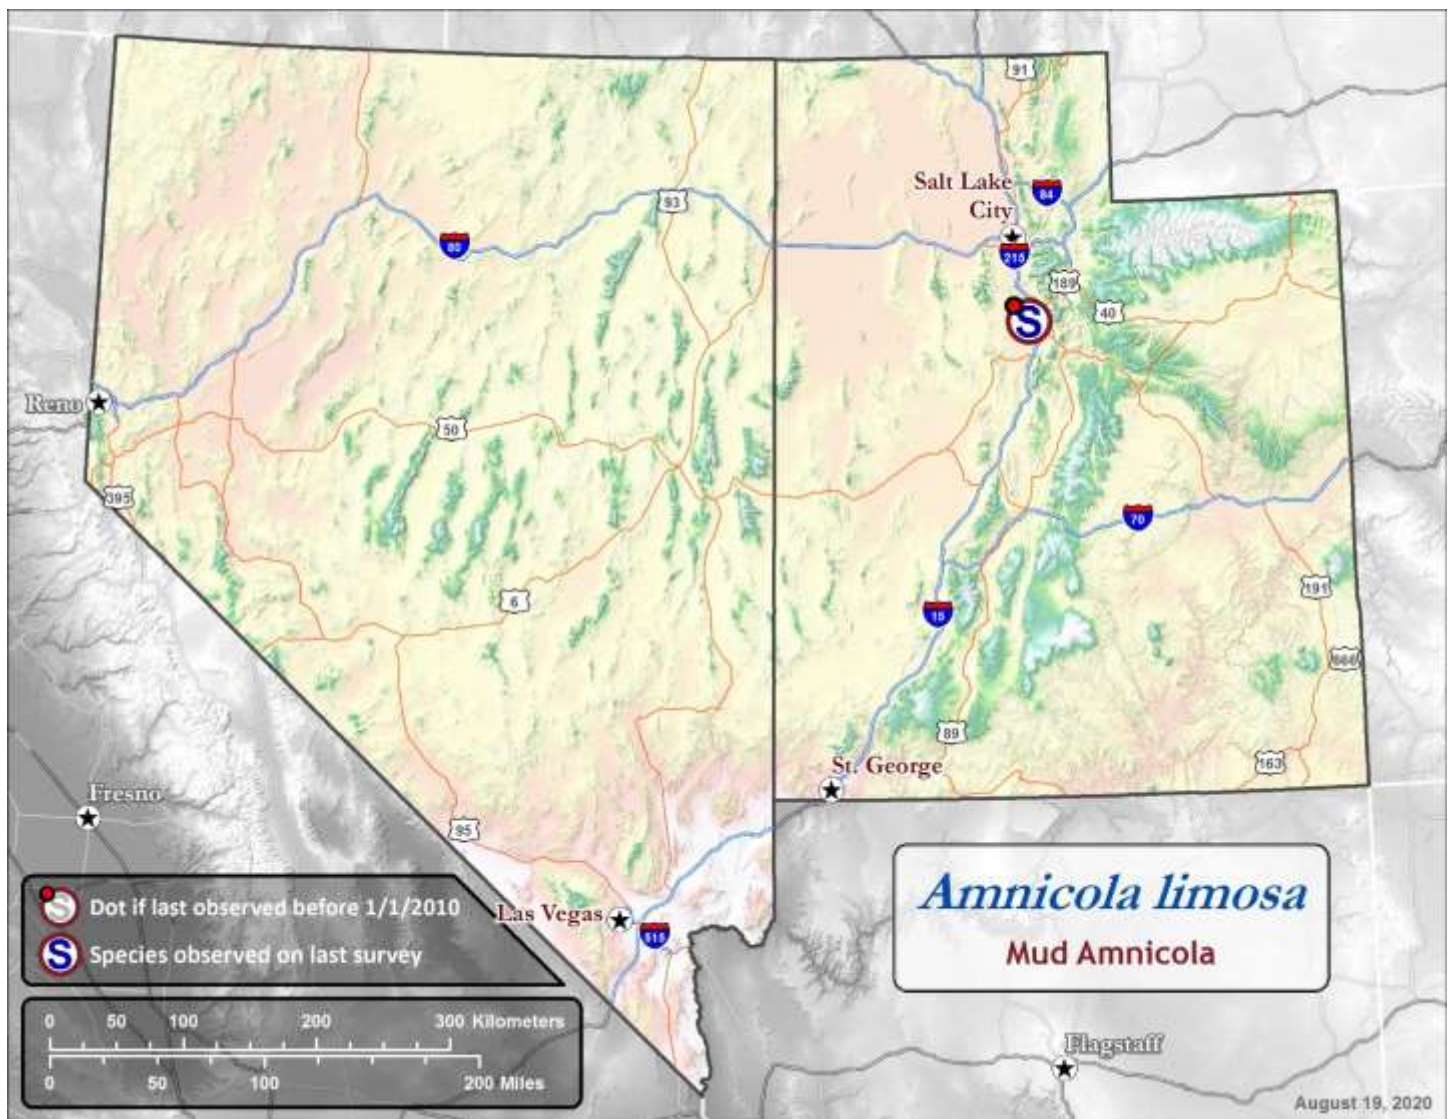 91
Salt Lake
City
84
93
80
215
189
40
S
Reno
50
395
70
6
191
15
666
89
163
St. George
Fresno
95
Las Vegas
515
Amnicola limosa
Mud Amnicola
S Dot if last observed before 1/1/2010
S Species observed on last survey
0 50 100 200 300 Kilometers
0 50 100 200 Miles
Flagstaff
August 19, 2020